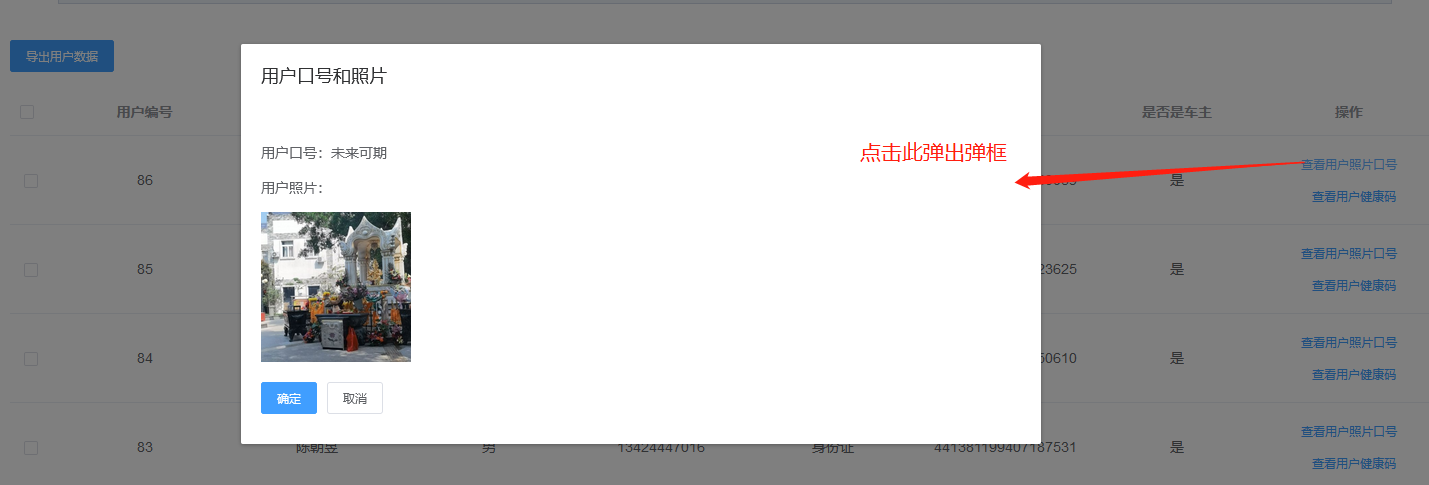 导出用户数据
用户口号和照片
用户编号
是否是车主
操作
用户口号：未来可期
用户照片：
点击此弹出弹框
86
是
查看用户照片口号
查看用户健康码
85
23625
是
查看用户照片口号
查看用户健康码
84
50610
是
查看用户照片口号
查看用户健康码
确定
取消
83
陈朝昱
男
13424447016
身份证
441381199407187531
是
查看用户照片口号
查看用户健康码